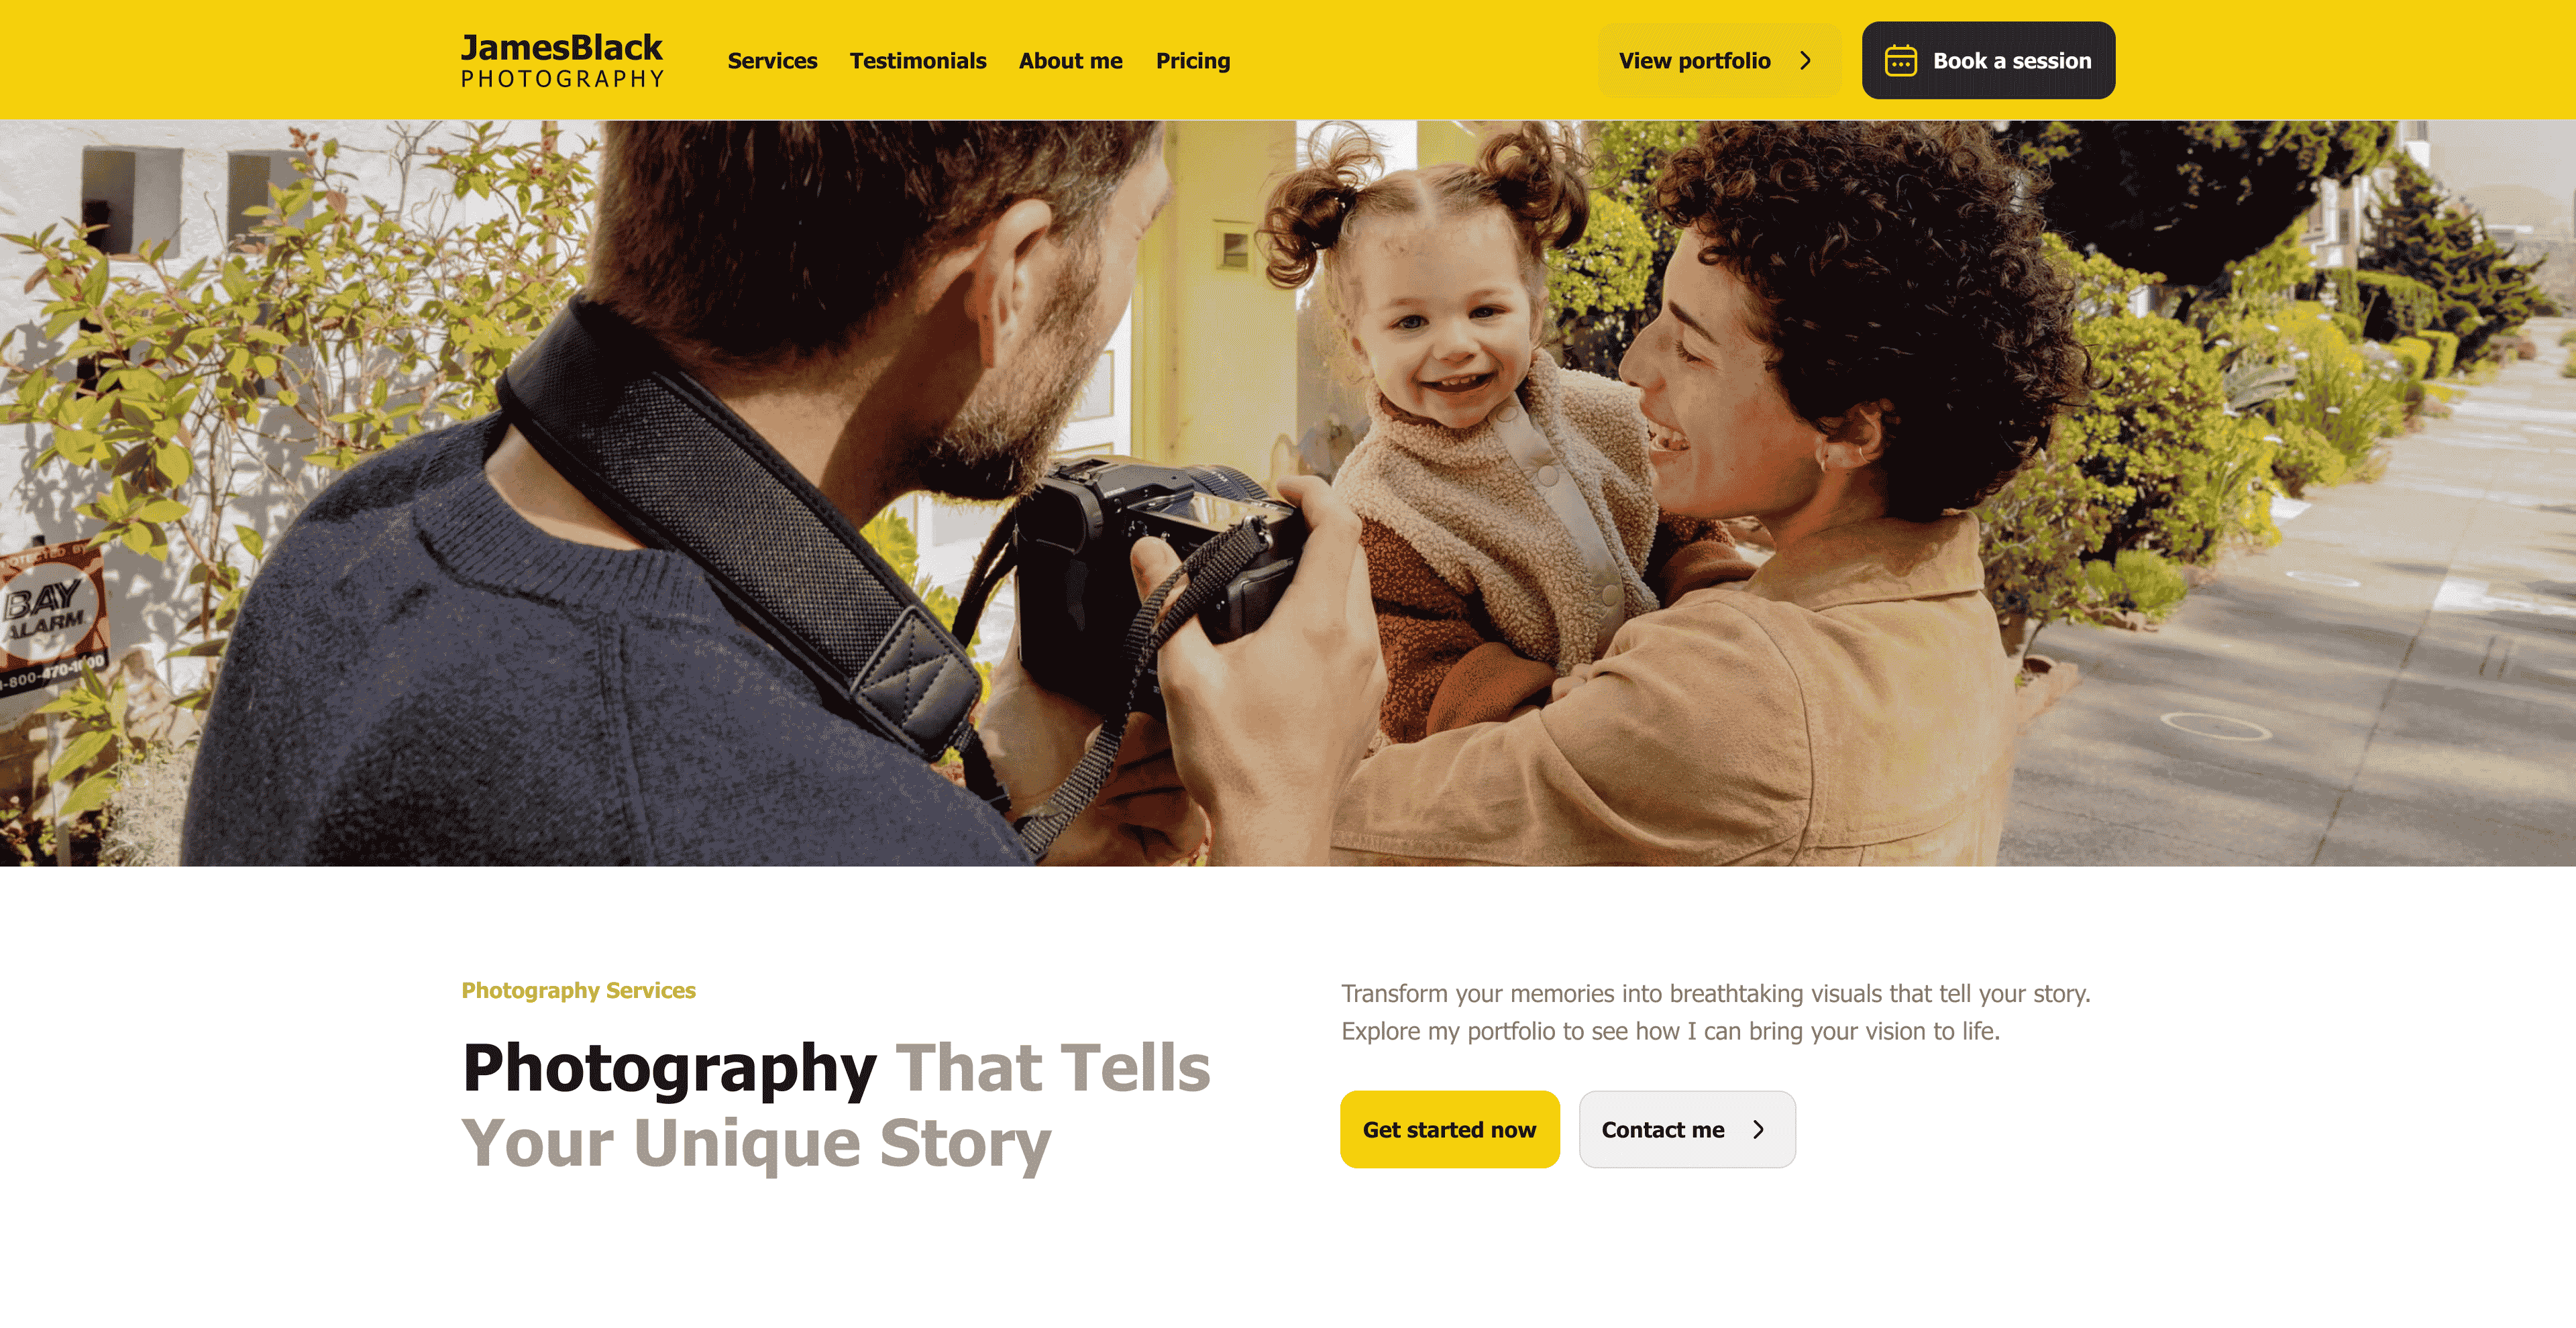 JamesBlack
PHOTOGRAPHY
Services
Testimonials
About me
Pricing
View portfolio
Book a session
PROTECTED BY
BAY
ALARM
1-800-470-1000
Photography Services
Photography That Tells
Your Unique Story
Transform your memories into breathtaking visuals that tell your story.
Explore my portfolio to see how I can bring your vision to life.
Get started now
Contact me